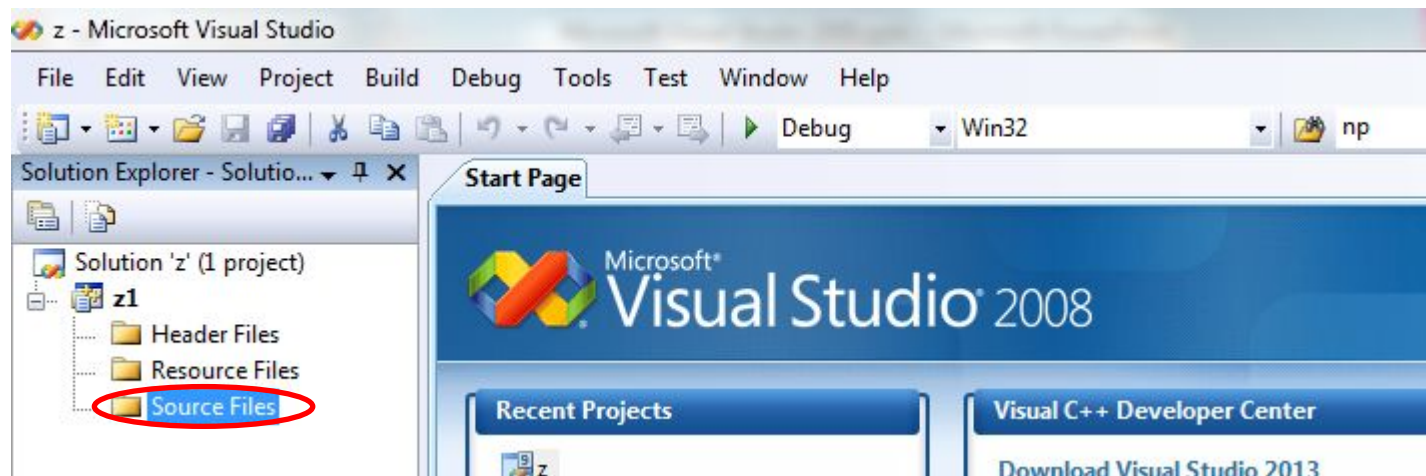 z - Microsoft Visual Studio
File Edit View Project Build Debug Tools Test Window Help
Debug Win32 np
Solution Explorer - Solutio...
Start Page
Solution 'z' (1 project)
z1
Header Files
Resource Files
Source Files
Microsoft®
Visual Studio® 2008
Recent Projects
z
Visual C++ Developer Center
Download Visual Studio 2013